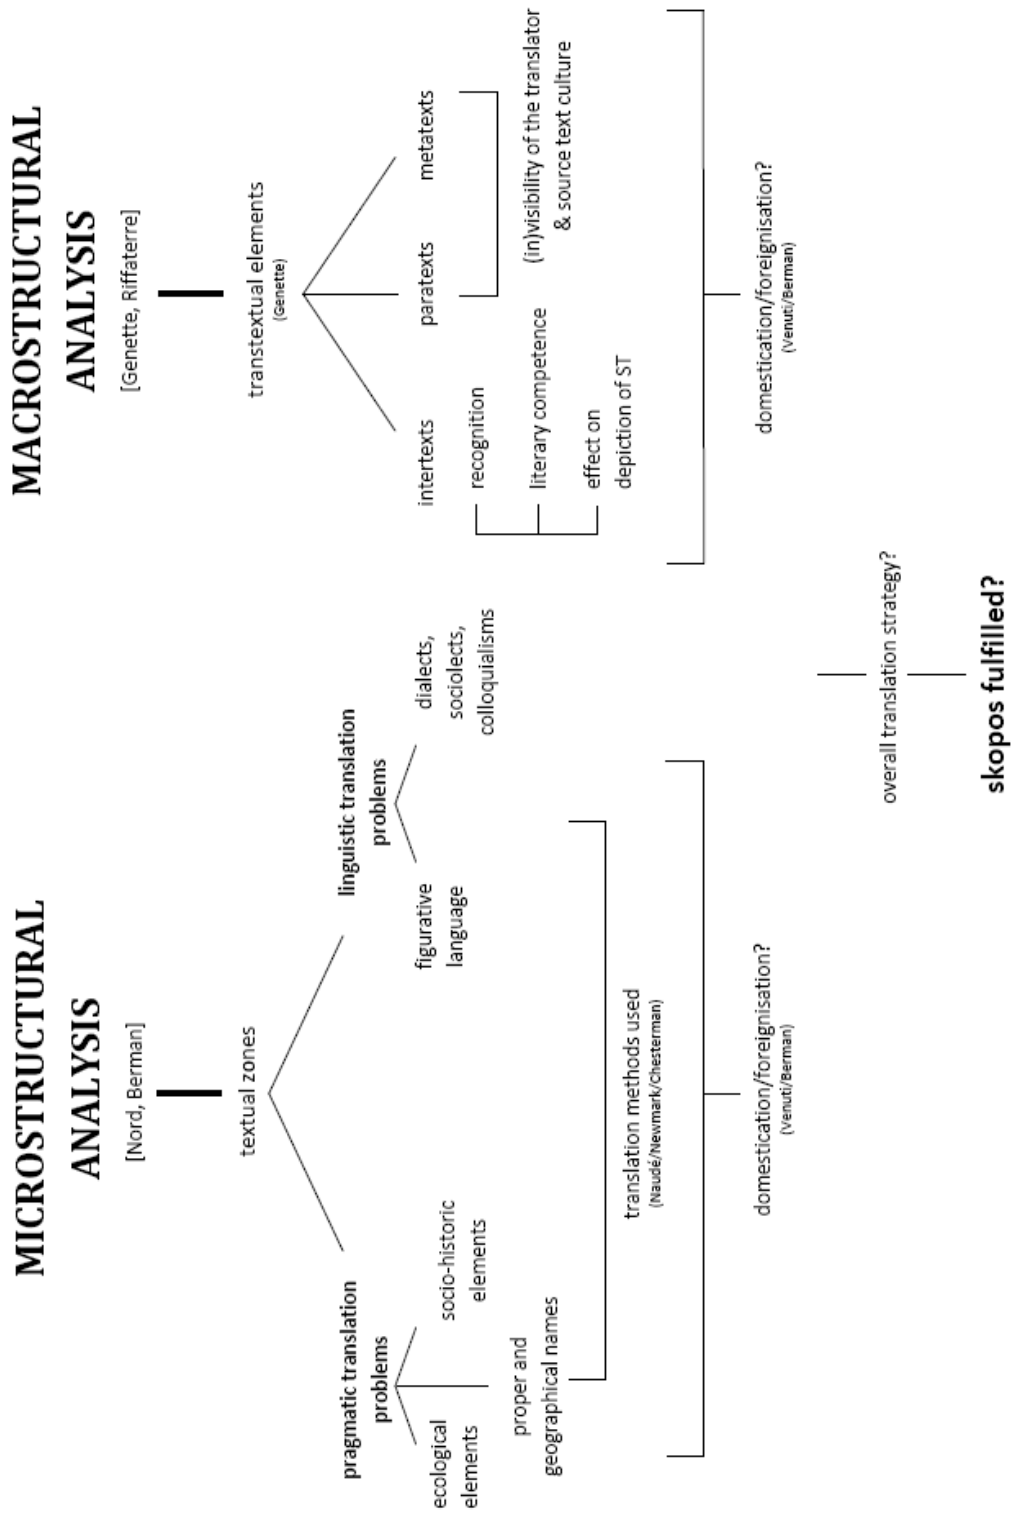 MICROSTRUCTURAL
ANALYSIS
[Nord, Berman]
textual zones
pragmatic translation
problems
ecological
elements
socio-historic
elements
proper and
geographical names
linguistic translation
problems
figurative
language
dialects,
sociolects,
colloquialisms
translation methods used
(Naudé/Newmark/Chesterman)
domestication/foreignisation?
(Venuti/Berman)
MACROSTRUCTURAL
ANALYSIS
[Genette, Riffaterre]
transtextual elements
(Genette)
intertexts
paratexts
metatexts
recognition
literary competence
effect on
depiction of ST
(in)visibility of the translator
& source text culture
domestication/foreignisation?
(Venuti/Berman)
overall translation strategy?
skopos fulfilled?